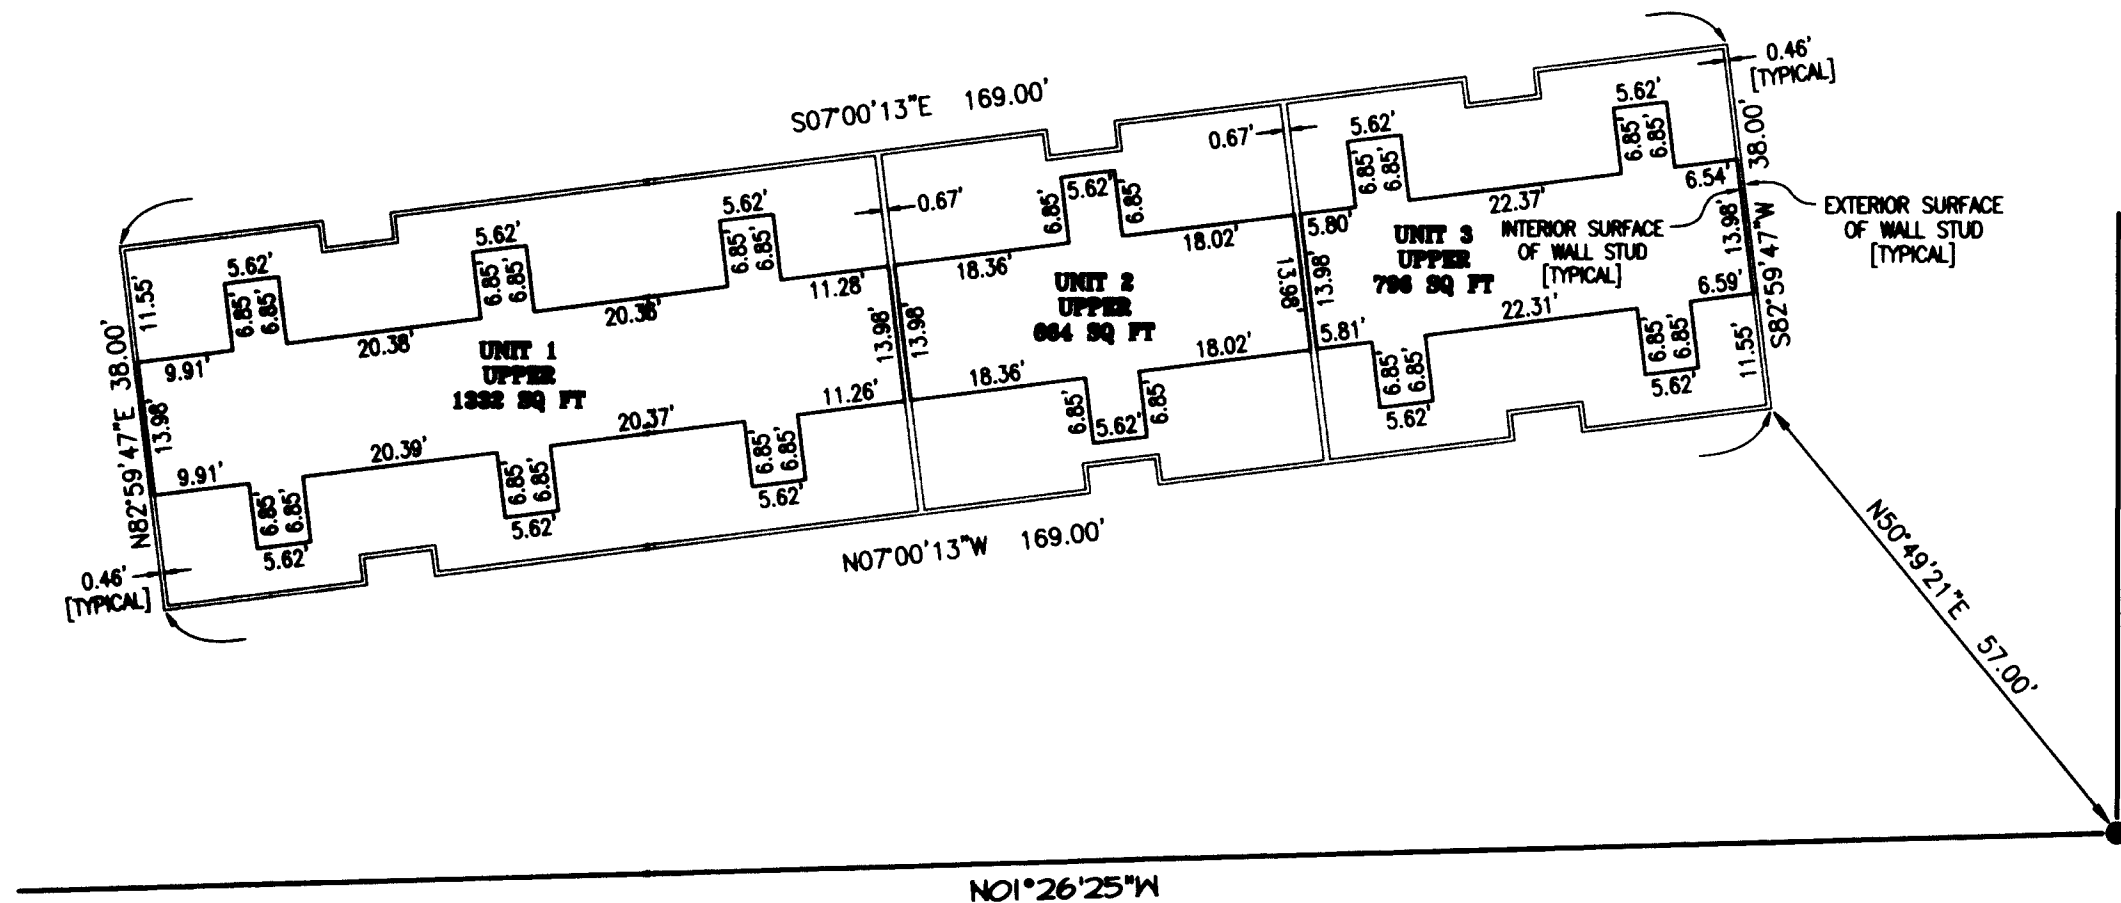 S07°00'13"E 169.00'
0.46'
[TYPICAL]
38.00'
S82°59'47"W
EXTERIOR SURFACE
OF WALL STUD
[TYPICAL]
INTERIOR SURFACE
OF WALL STUD
[TYPICAL]
N82°59'47"E 38.00'
11.55'
13.98'
9.91'
5.62'
6.85'
6.85'
20.38'
5.62'
6.85'
6.85'
20.36'
5.62'
6.85'
6.85'
11.28'
0.67'
UNIT 1
UPPER
1332 SQ FT
13.98'
13.98'
9.91'
6.85'
6.85'
5.62'
20.39'
6.85'
6.85'
5.62'
20.37'
6.85'
6.85'
5.62'
11.26'
18.36'
6.85'
5.62'
6.85'
18.02'
0.67'
UNIT 2
UPPER
664 SQ FT
13.98'
13.98'
18.36'
6.85'
5.62'
6.85'
18.02'
5.80'
5.62'
6.85'
6.85'
22.37'
5.62'
6.85'
6.85'
6.54'
UNIT 3
UPPER
796 SQ FT
13.98'
5.81'
6.85'
6.85'
5.62'
22.31'
6.85'
6.85'
5.62'
6.59'
11.55'
0.46'
[TYPICAL]
N07°00'13"W 169.00'
N50°49'21"E 57.00'
N01°26'25"W